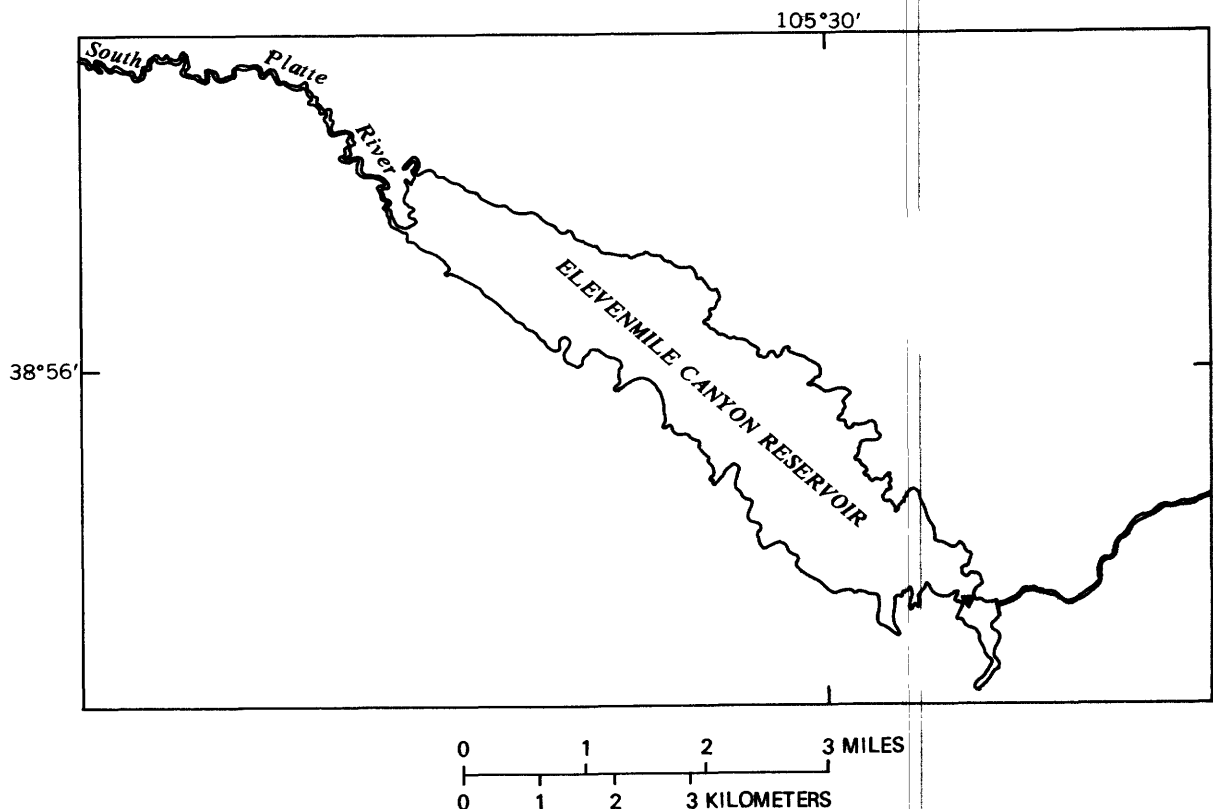 105°30′
South Platte River
ELEVENMILE CANYON RESERVOIR
38°56′
0 1 2 3 MILES
0 1 2 3 KILOMETERS